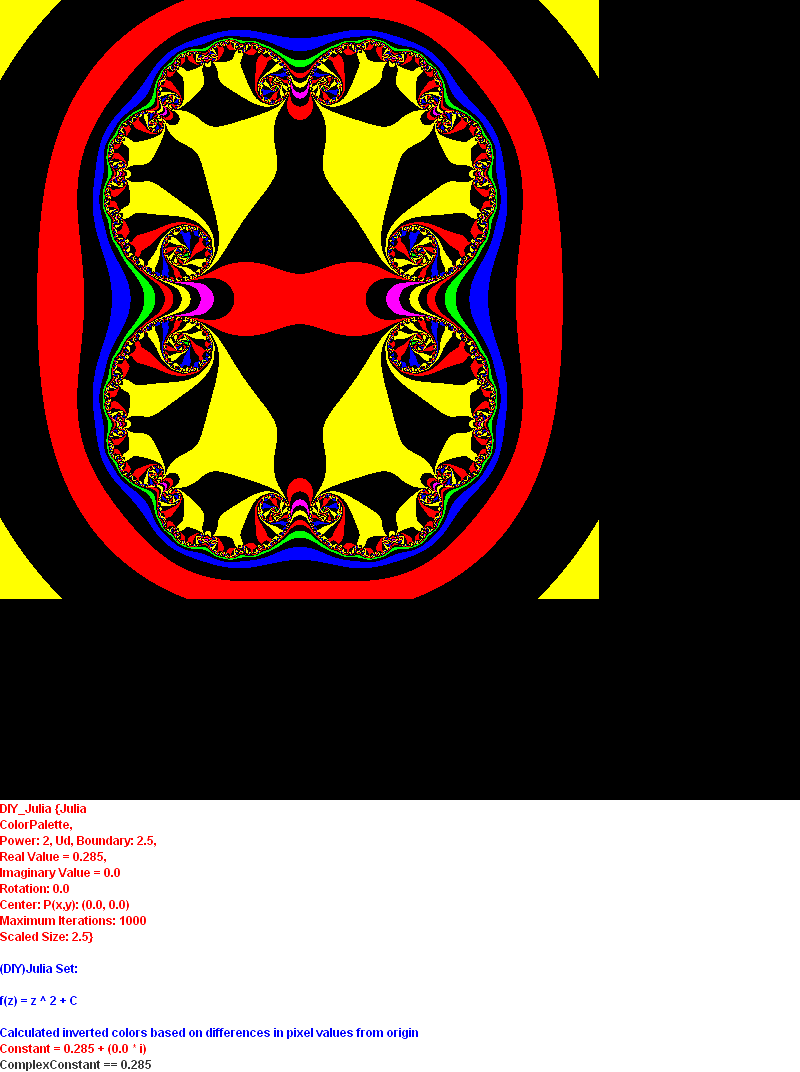 DIY_Julia {Julia
ColorPalette,
Power: 2, Ud, Boundary: 2.5,
Real Value = 0.285,
Imaginary Value = 0.0
Rotation: 0.0
Center: P(x,y): (0.0, 0.0)
Maximum Iterations: 1000
Scaled Size: 2.5}
(DIY)Julia Set:
f(z) = z ^ 2 + C
Calculated inverted colors based on differences in pixel values from origin
Constant = 0.285 + (0.0 * i)
ComplexConstant == 0.285